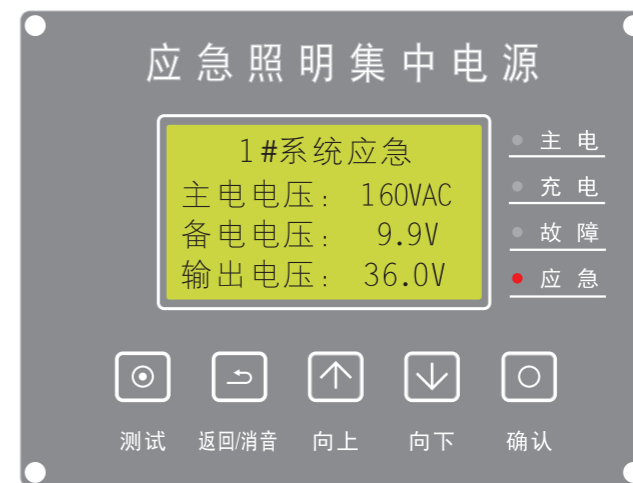 应急照明集中电源
1#系统应急
主电电压： 160VAC
备电电压： 9.9V
输出电压： 36.0V
主电
充电
故障
应急
测试 返回/消音 向上 向下 确认